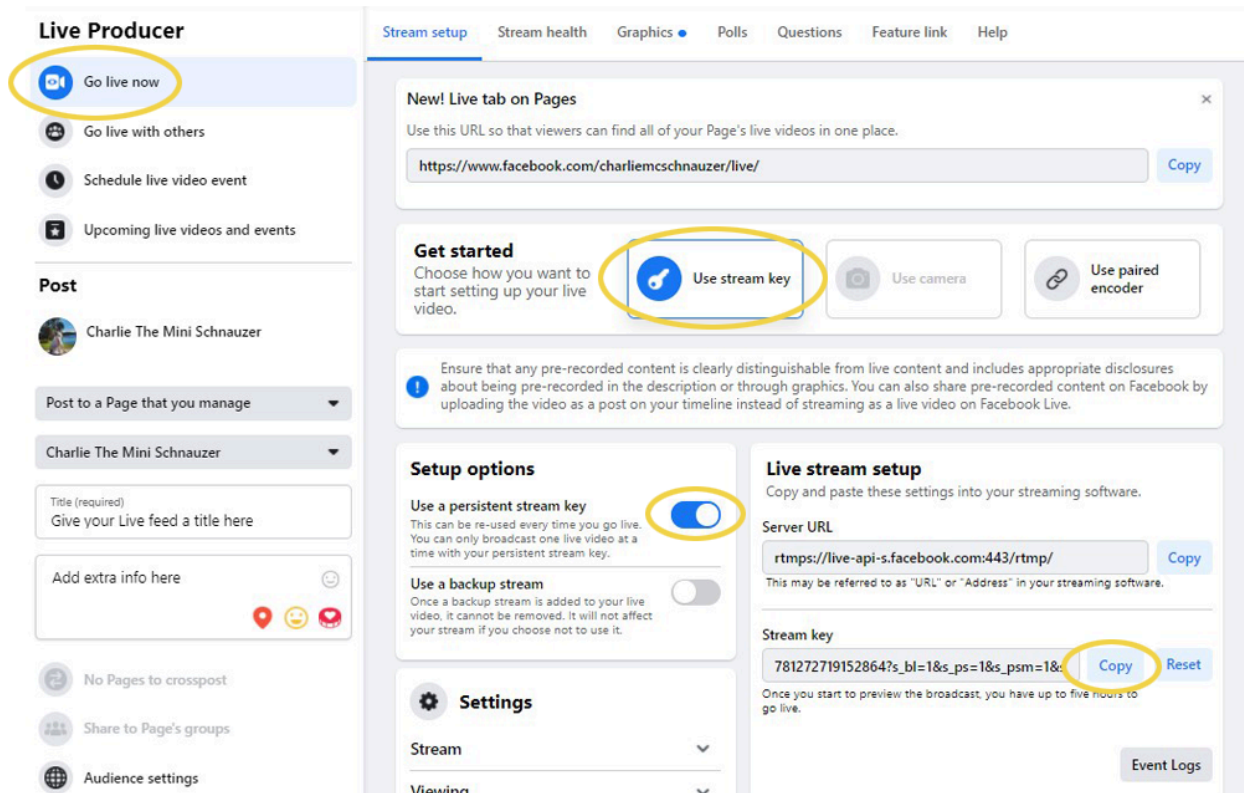 Live Producer
Go live now
Go live with others
Schedule live video event
Upcoming live videos and events
Post
Charlie The Mini Schnauzer
Post to a Page that you manage
Charlie The Mini Schnauzer
Title (required)
Give your Live feed a title here
Add extra info here
No Pages to crosspost
Share to Page's groups
Audience settings
Stream setup Stream health Graphics Polls Questions Feature link Help
New! Live tab on Pages
Use this URL so that viewers can find all of your Page's live videos in one place.
https://www.facebook.com/charliemcschnauzer/live/ Copy
Get started
Choose how you want to
start setting up your live
video.
Use stream key
Use camera
Use paired
encoder
Ensure that any pre-recorded content is clearly distinguishable from live content and includes appropriate disclosures
about being pre-recorded in the description or through graphics. You can also share pre-recorded content on Facebook by
uploading the video as a post on your timeline instead of streaming as a live video on Facebook Live.
Setup options
Use a persistent stream key
This can be re-used every time you go live.
You can only broadcast one live video at a
time with your persistent stream key.
Use a backup stream
Once a backup stream is added to your live
video, it cannot be removed. It will not affect
your stream if you choose not to use it.
Settings
Stream
Viewing
Live stream setup
Copy and paste these settings into your streaming software.
Server URL
rtmps://live-api-s.facebook.com:443/rtmp/ Copy
This may be referred to as "URL" or "Address" in your streaming software.
Stream key
781272719152864?s_bl=1&s_ps=1&s_psm=1& Copy Reset
Once you start to preview the broadcast, you have up to five hours to
go live.
Event Logs